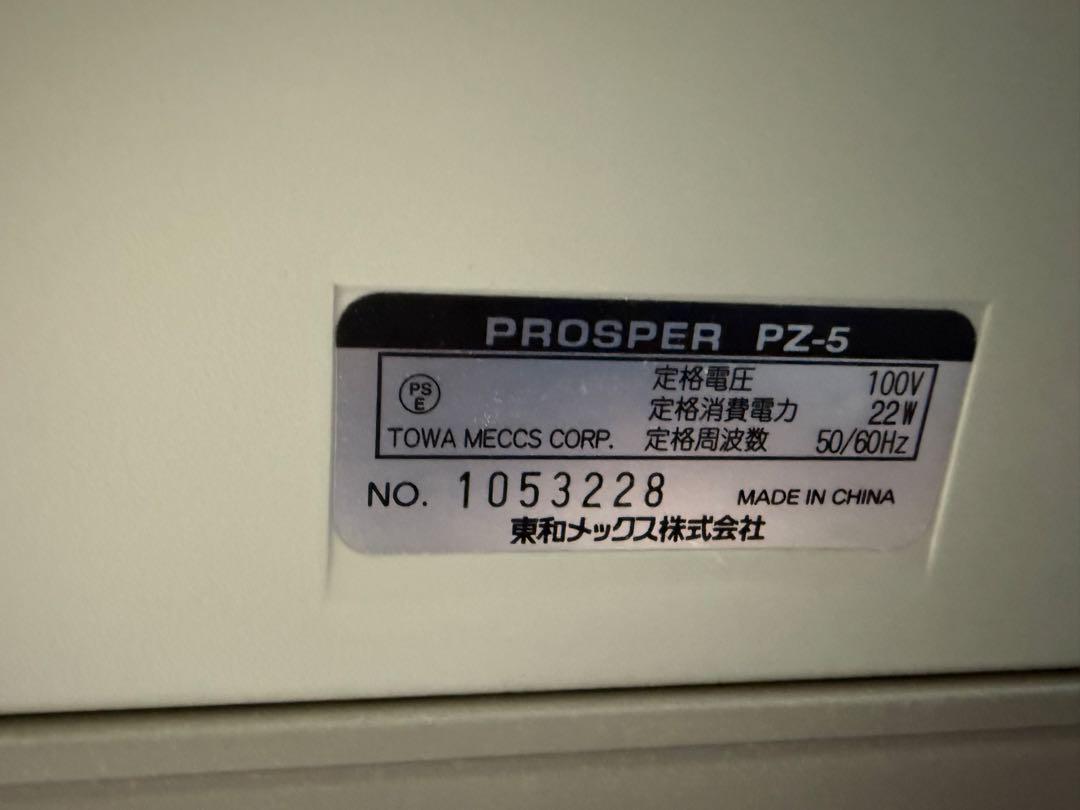 PROSPER PZ-5
PS
E
定格電圧 100V
定格消費電力 22W
TOWA MECCS CORP. 定格周波数 50/60Hz
NO. 1053228 MADE IN CHINA
東和メックス株式会社